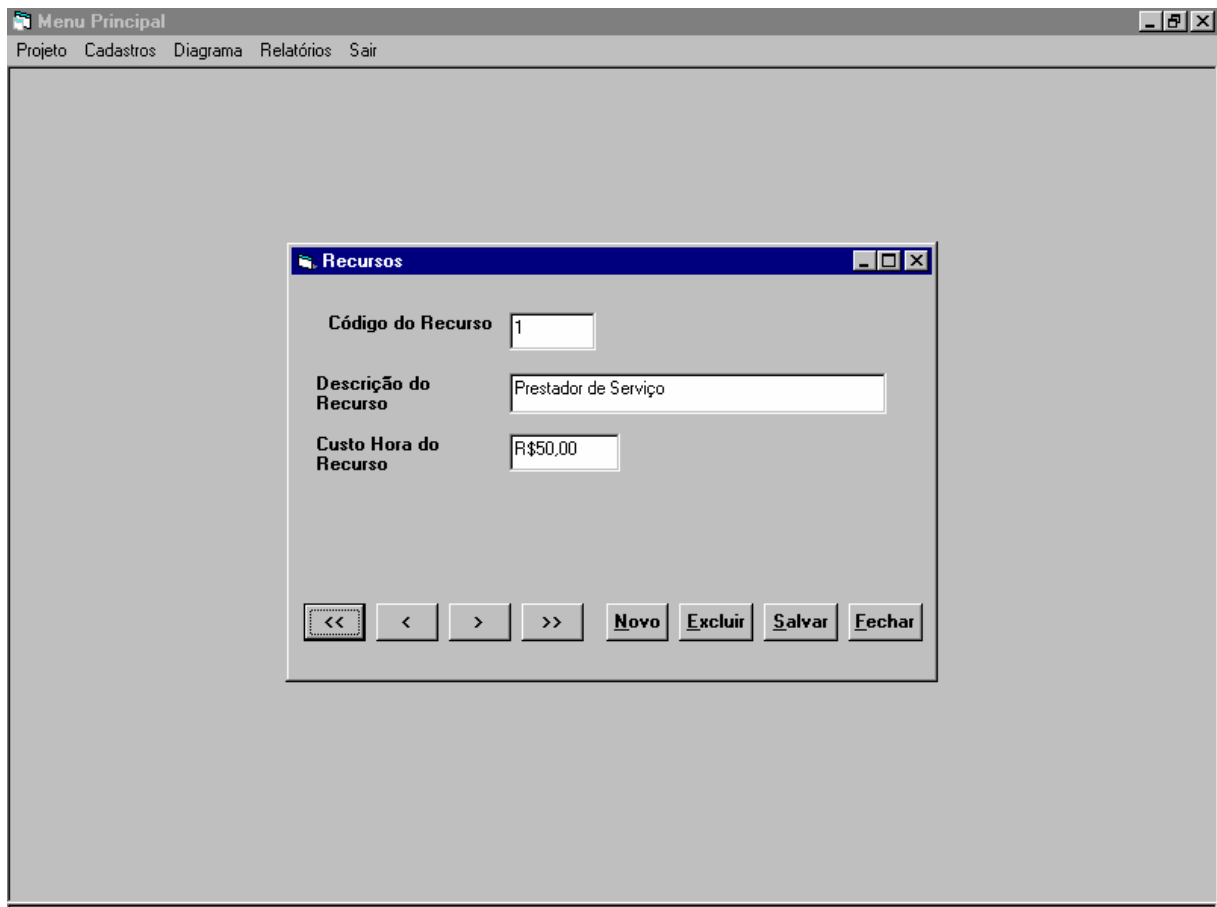 Menu Principal
Projeto Cadastros Diagrama Relatórios Sair
Recursos
Código do Recurso 1
Descrição do
Recurso
Prestador de Serviço
Custo Hora do
Recurso
R$50,00
<< < > >> Novo Excluir Salvar Fechar